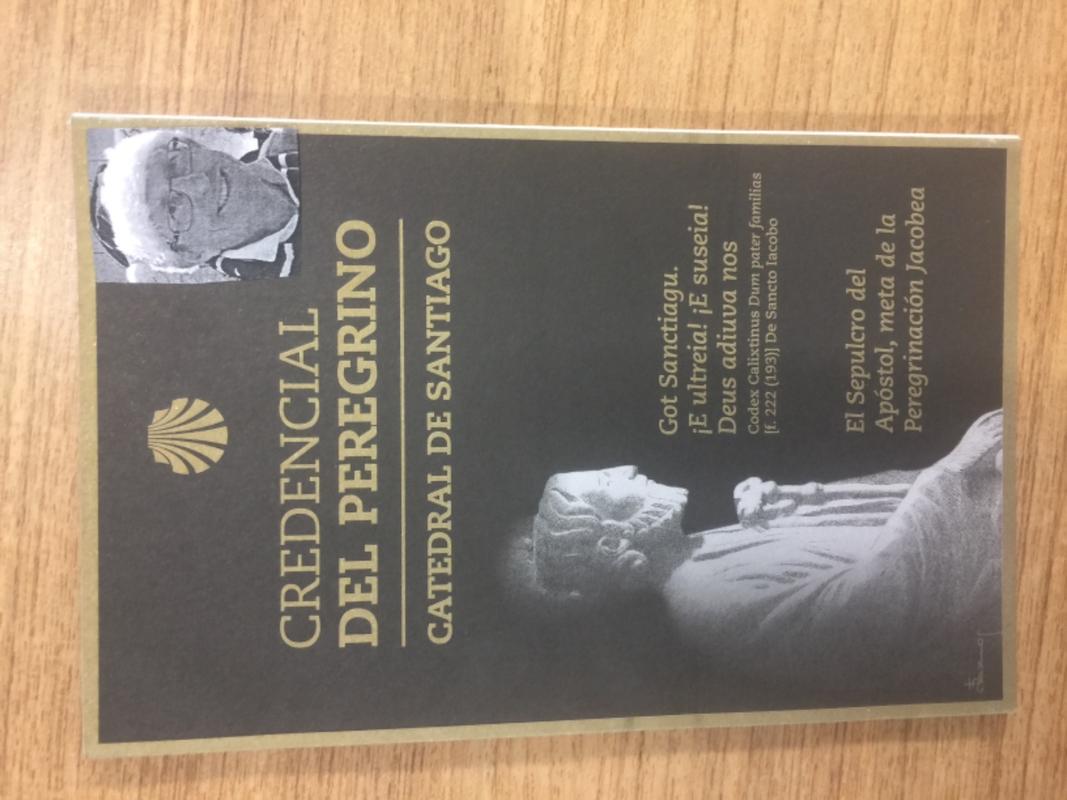 CREDENCIAL
DEL PEREGRINO
CATEDRAL DE SANTIAGO
Got Sanctiagu.
¡E ultreia! ¡E suseia!
Deus adiuva nos
Codex Calixtinus Dum pater familias
[f. 222 (193)] De Sancto Iacobo
El Sepulcro del
Apóstol, meta de la
Peregrinación Jacobea